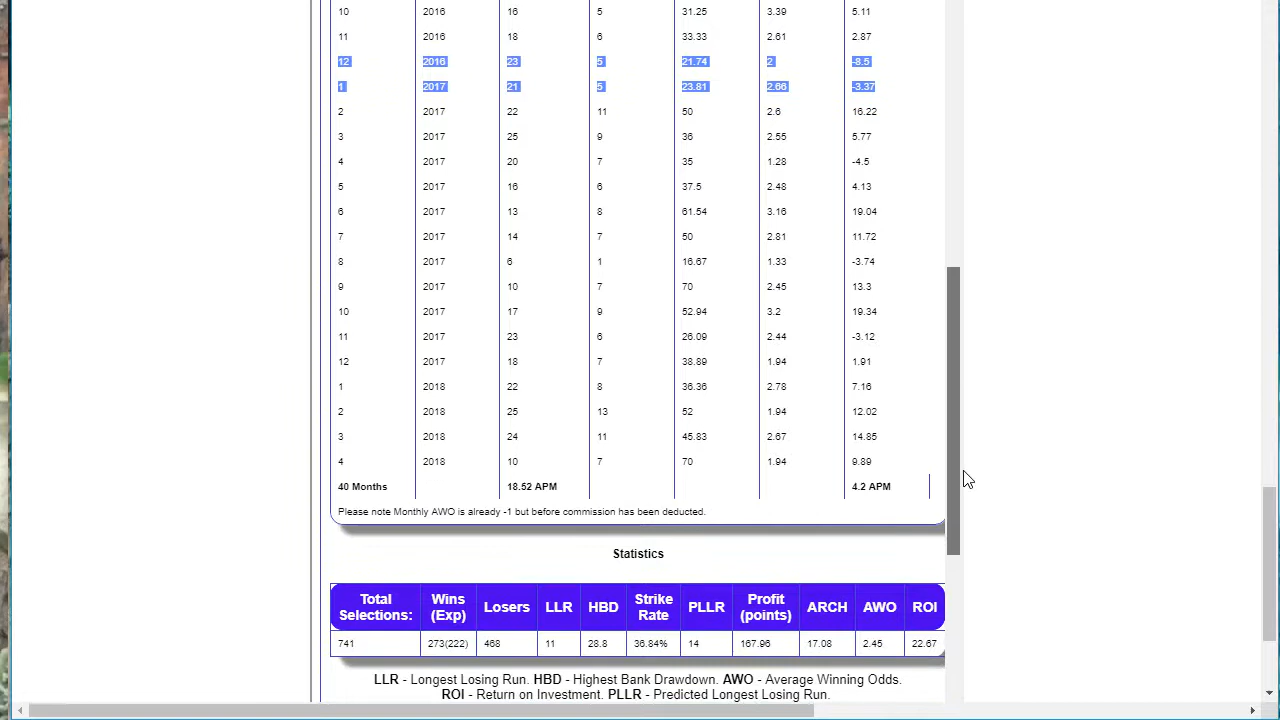 10 2016 16 5 31.25 3.39 5.11
11 2016 18 6 33.33 2.61 2.87
12 2016 23 5 21.74 2 -8.5
1 2017 21 5 23.81 2.66 -3.37
2 2017 22 11 50 2.6 16.22
3 2017 25 9 36 2.55 5.77
4 2017 20 7 35 1.28 -4.5
5 2017 16 6 37.5 2.48 4.13
6 2017 13 8 61.54 3.16 19.04
7 2017 14 7 50 2.81 11.72
8 2017 6 1 16.67 1.33 -3.74
9 2017 10 7 70 2.45 13.3
10 2017 17 9 52.94 3.2 19.34
11 2017 23 6 26.09 2.44 -3.12
12 2017 18 7 38.89 1.94 1.91
1 2018 22 8 36.36 2.78 7.16
2 2018 25 13 52 1.94 12.02
3 2018 24 11 45.83 2.67 14.85
4 2018 10 7 70 1.94 9.89
40 Months 18.52 APM 4.2 APM
Please note Monthly AWO is already -1 but before commission has been deducted.
Statistics
Total Selections: Wins (Exp) Losers LLR HBD Strike Rate PLLR Profit (points) ARCH AWO ROI
741 273(222) 468 11 28.8 36.84% 14 167.96 17.08 2.45 22.67
LLR - Longest Losing Run. HBD - Highest Bank Drawdown. AWO - Average Winning Odds.
ROI - Return on Investment. PLLR - Predicted Longest Losing Run.